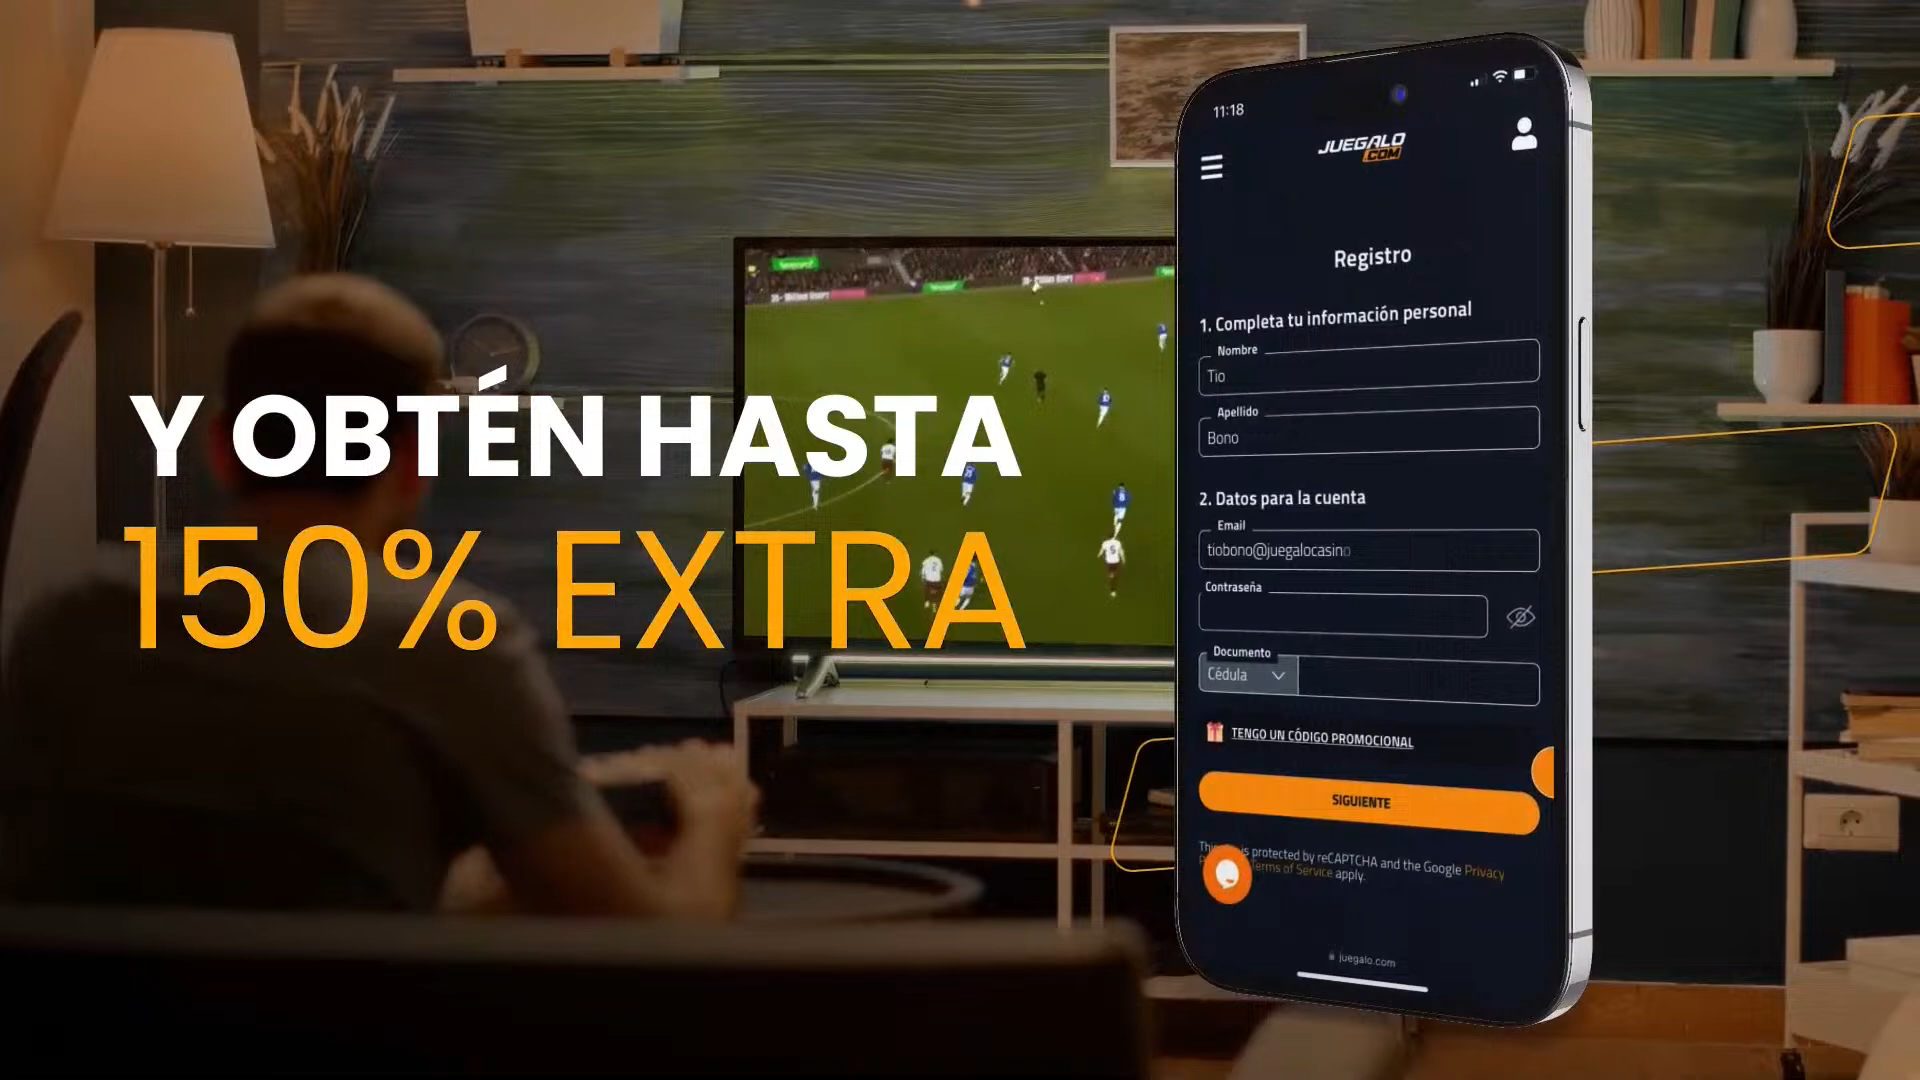 Y OBTÉN HASTA
150% EXTRA
11:18
JUEGALO
.COM
Registro
1. Completa tu información personal
Nombre
Tio
Apellido
Bono
2. Datos para la cuenta
Email
tiobono@juegalocasino
Contraseña
Documento
Cédula
TENGO UN CÓDIGO PROMOCIONAL
SIGUIENTE
is protected by reCAPTCHA and the Google Privacy
Terms of Service apply.
juegalo.com